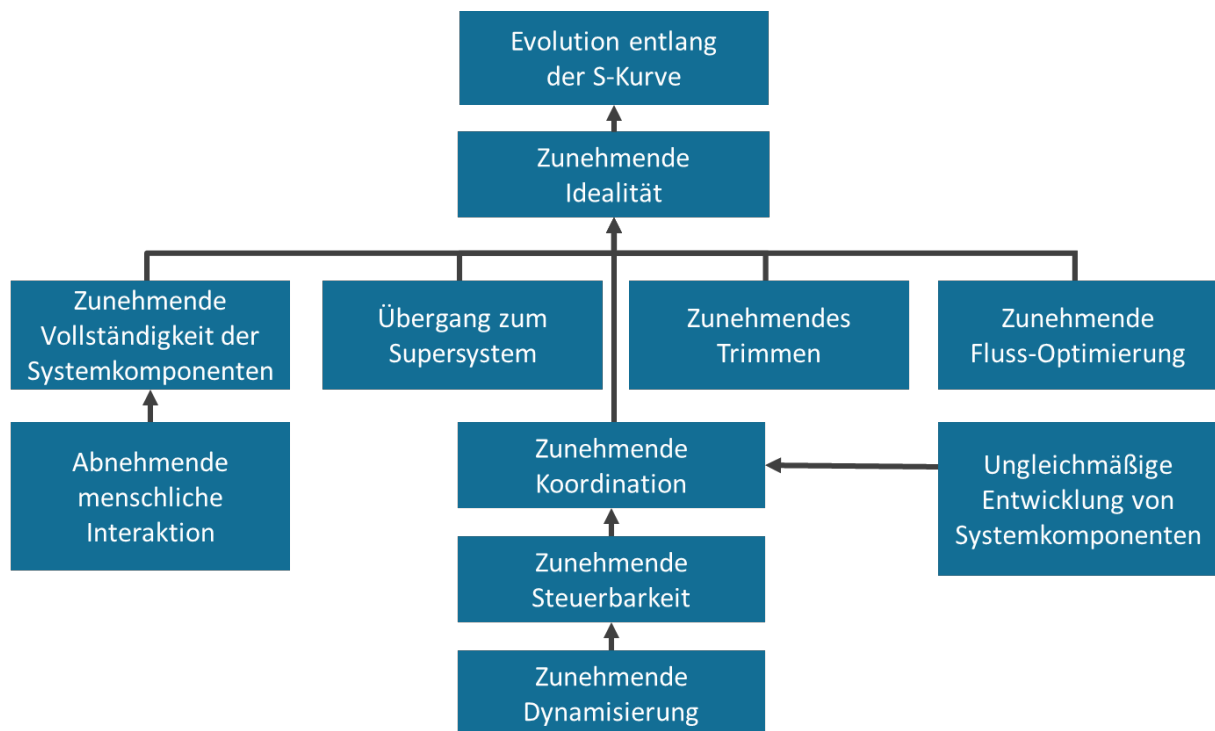 Evolution entlang
der S-Kurve
Zunehmende
Idealität
Zunehmende
Vollständigkeit der
Systemkomponenten
Übergang zum
Supersystem
Zunehmendes
Trimmen
Zunehmende
Fluss-Optimierung
Abnehmende
menschliche
Interaktion
Zunehmende
Koordination
Ungleichmäßige
Entwicklung von
Systemkomponenten
Zunehmende
Steuerbarkeit
Zunehmende
Dynamisierung